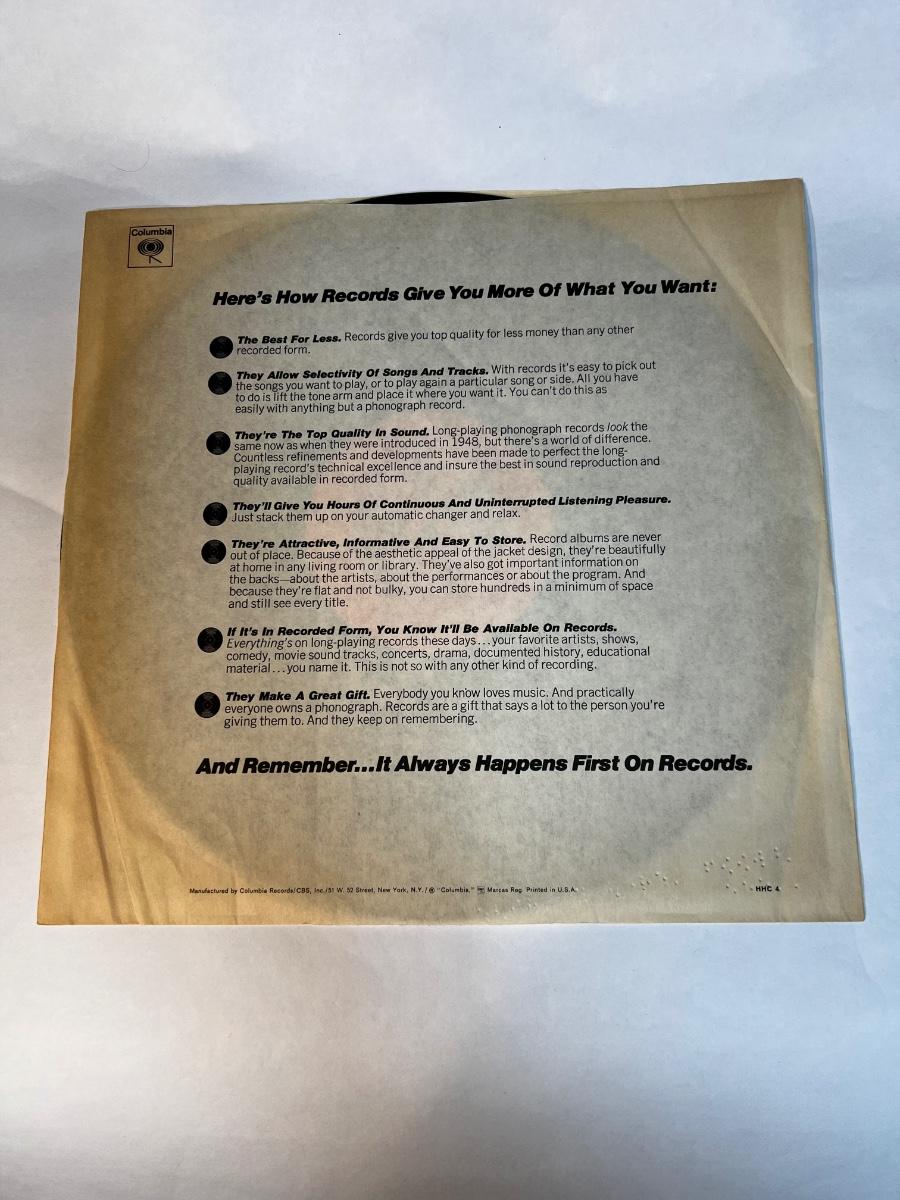 Columbia
Here's How Records Give You More Of What You Want:
The Best For Less. Records give you top quality for less money than any other
recorded form.
They Allow Selectivity Of Songs And Tracks. With records it's easy to pick out
the songs you want to play, or to play again a particular song or side. All you have
to do is lift the tone arm and place it where you want it. You can't do this as
easily with anything but a phonograph record.
They're The Top Quality In Sound. Long-playing phonograph records look the
same now as when they were introduced in 1948, but there's a world of difference.
Countless refinements and developments have been made to perfect the long-
playing record's technical excellence and insure the best in sound reproduction and
quality available in recorded form.
They'll Give You Hours Of Continuous And Uninterrupted Listening Pleasure.
Just stack them up on your automatic changer and relax.
They're Attractive, Informative And Easy To Store. Record albums are never
out of place. Because of the aesthetic appeal of the jacket design, they're beautifully
at home in any living room or library. They've also got important information on
the backs—about the artists, about the performances or about the program. And
because they're flat and not bulky, you can store hundreds in a minimum of space
and still see every title.
If It's In Recorded Form, You Know It'll Be Available On Records.
Everything's on long-playing records these days...your favorite artists, shows,
comedy, movie sound tracks, concerts, drama, documented history, educational
material...you name it. This is not so with any other kind of recording.
They Make A Great Gift. Everybody you know loves music. And practically
everyone owns a phonograph. Records are a gift that says a lot to the person you're
giving them to. And they keep on remembering.
And Remember...It Always Happens First On Records.
Manufactured by Columbia Records/CBS, Inc./51 W. 52 Street, New York, N.Y./® "Columbia," Marcas Reg. Printed in U.S.A. HHC 4